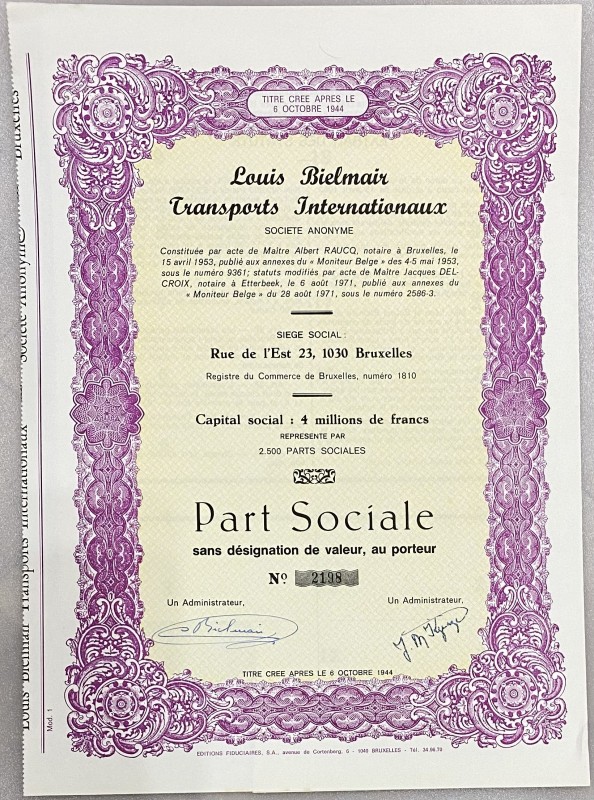 TITRE CREE APRES LE
6 OCTOBRE 1944
Louis Bielmair
Transports Internationaux
SOCIETE ANONYME
Constituée par acte de Maître Albert RAUCQ, notaire à Bruxelles, le
15 avril 1953, publié aux annexes du « Moniteur Belge » des 4-5 mai 1953,
sous le numéro 9361; statuts modifiés par acte de Maître Jacques DEL-
CROIX, notaire à Etterbeek, le 6 août 1971, publié aux annexes du
« Moniteur Belge » du 28 août 1971, sous le numéro 2586-3.
SIEGE SOCIAL :
Rue de l'Est 23, 1030 Bruxelles
Registre du Commerce de Bruxelles, numéro 1810
Capital social : 4 millions de francs
REPRESENTE PAR
2.500 PARTS SOCIALES
Part Sociale
sans désignation de valeur, au porteur
Nº 2198
Un Administrateur,
Un Administrateur,
Bielmair
TITRE CREE APRES LE 6 OCTOBRE 1944
EDITIONS FIDUCIAIRES, S.A., avenue de Cortenberg, 6 - 1040 BRUXELLES - Tél. 34.96.70
Mod. 1
Louis Bielmair Transports Internationaux Société Anonyme Bruxelles